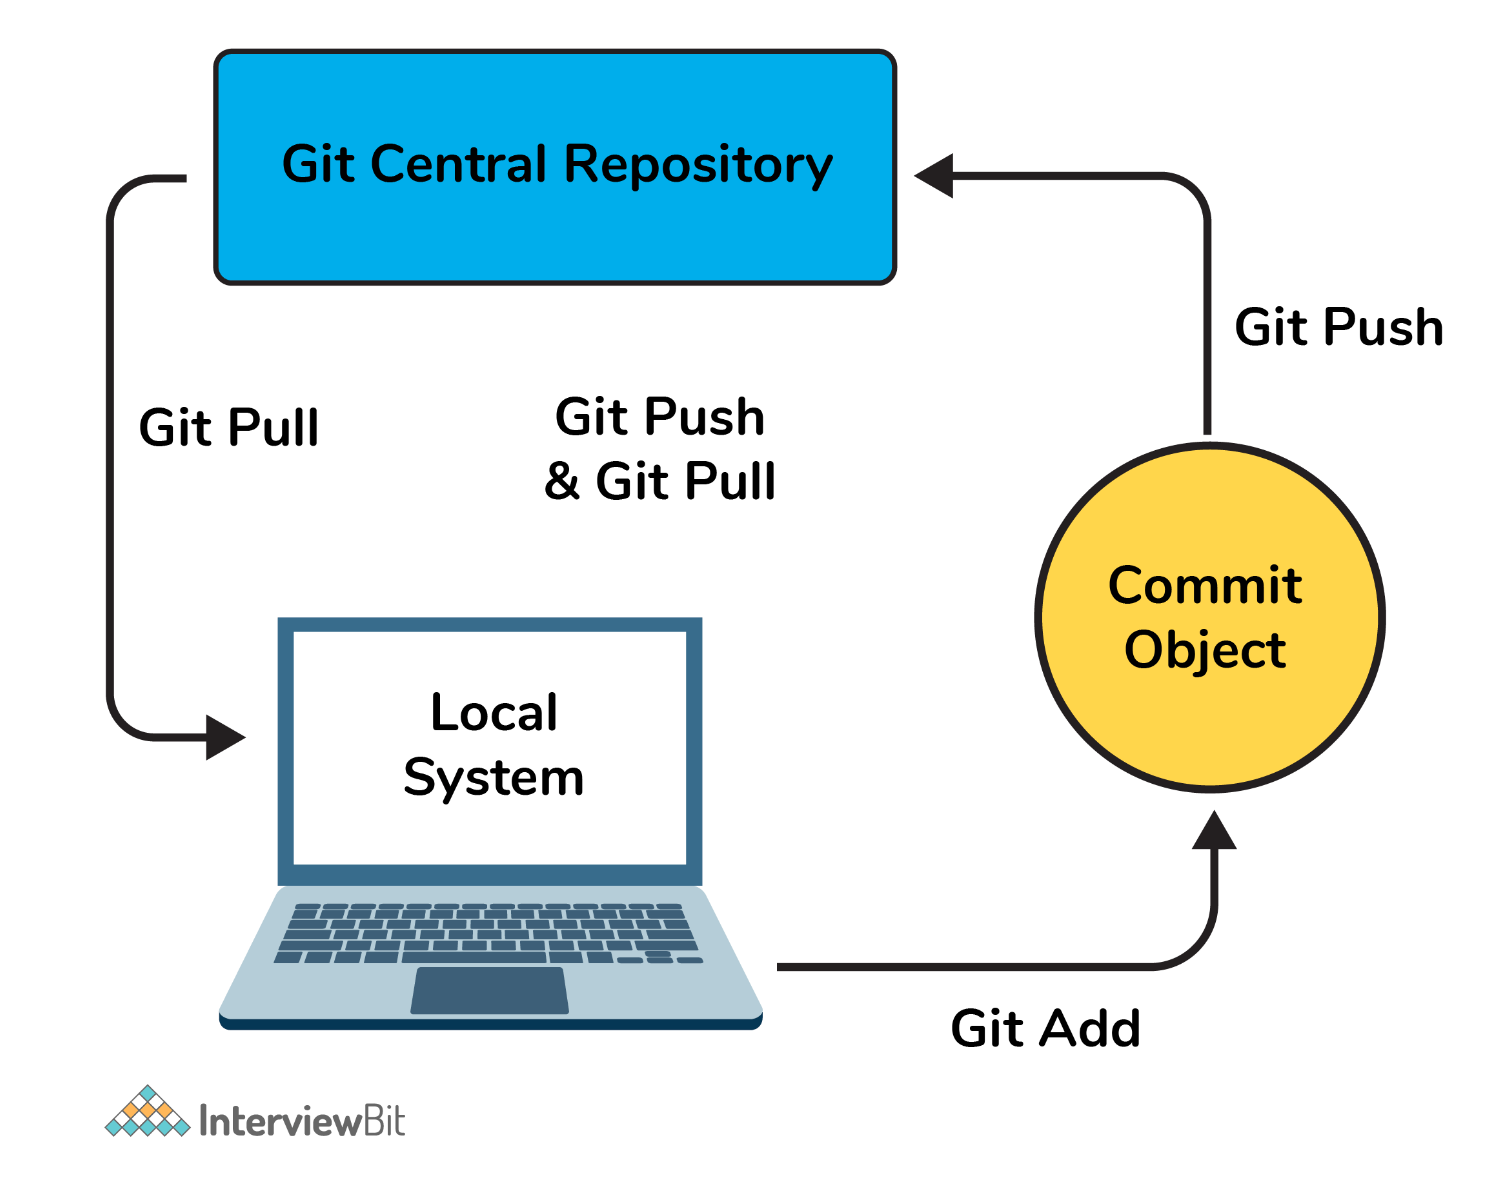 Git Central Repository
Git Push
Git Pull
Git Push
& Git Pull
Commit
Object
Local
System
Git Add
InterviewBit